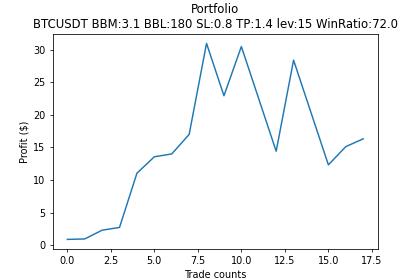 Portfolio
BTCUSDT BBM:3.1 BBL:180 SL:0.8 TP:1.4 lev:15 WinRatio:72.0
30
25
20
15
10
5
0
Profit ($)
0.0 2.5 5.0 7.5 10.0 12.5 15.0 17.5
Trade counts